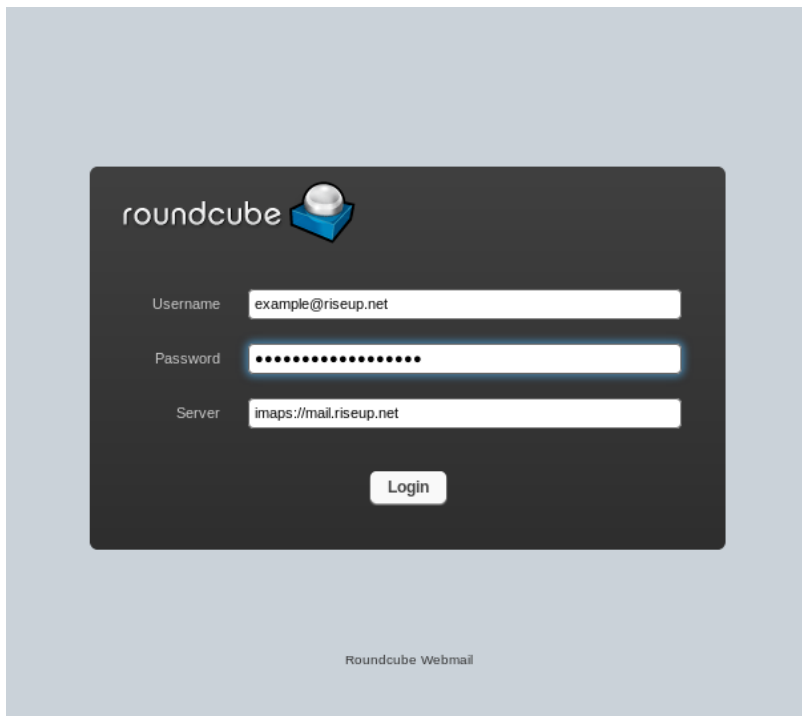 roundcube
Username example@riseup.net
Password ••••••••••••••••••
Server imaps://mail.riseup.net
Login
Roundcube Webmail